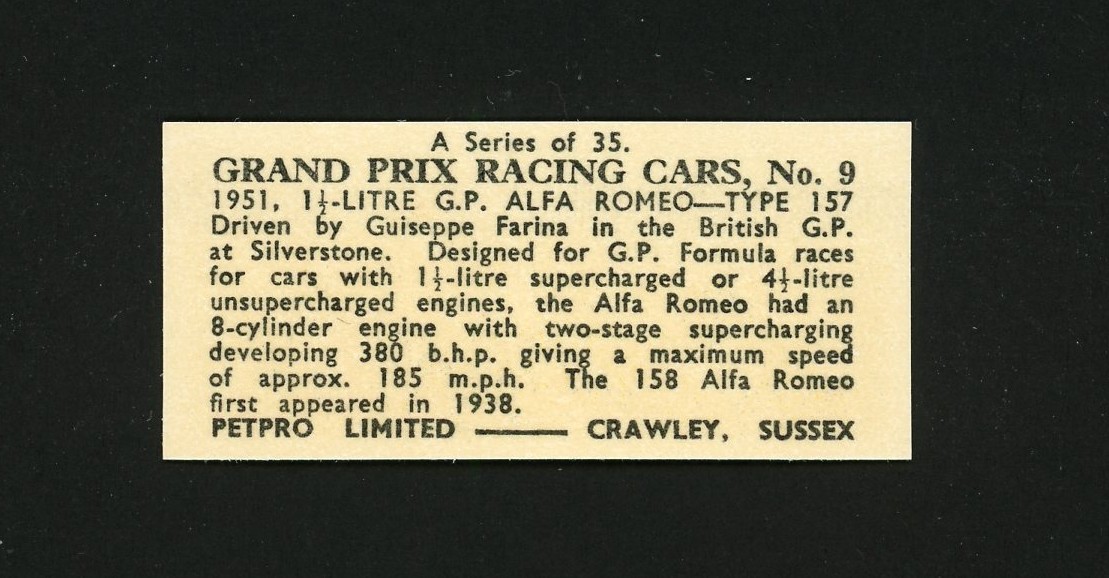 A Series of 35.
GRAND PRIX RACING CARS, No. 9
1951, 1½-LITRE G.P. ALFA ROMEO—TYPE 157
Driven by Guiseppe Farina in the British G.P.
at Silverstone. Designed for G.P. Formula races
for cars with 1½-litre supercharged or 4½-litre
unsupercharged engines, the Alfa Romeo had an
8-cylinder engine with two-stage supercharging
developing 380 b.h.p. giving a maximum speed
of approx. 185 m.p.h. The 158 Alfa Romeo
first appeared in 1938.
PETPRO LIMITED —— CRAWLEY, SUSSEX